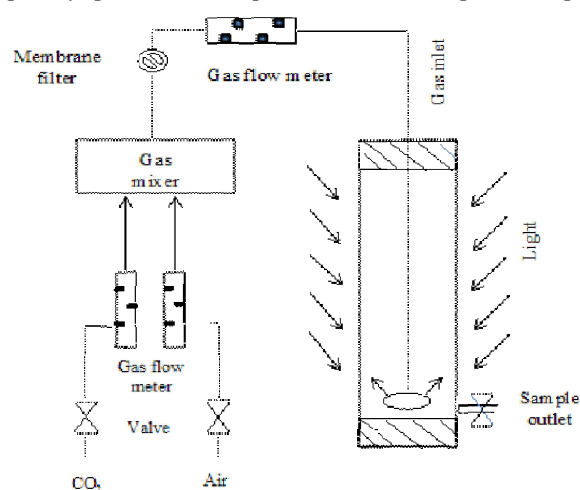 Membrane
filter
Gas flow meter
Gas inlet
Gas
mixer
Light
Gas flow
meter
Valve
Sample
outlet
CO₂
Air